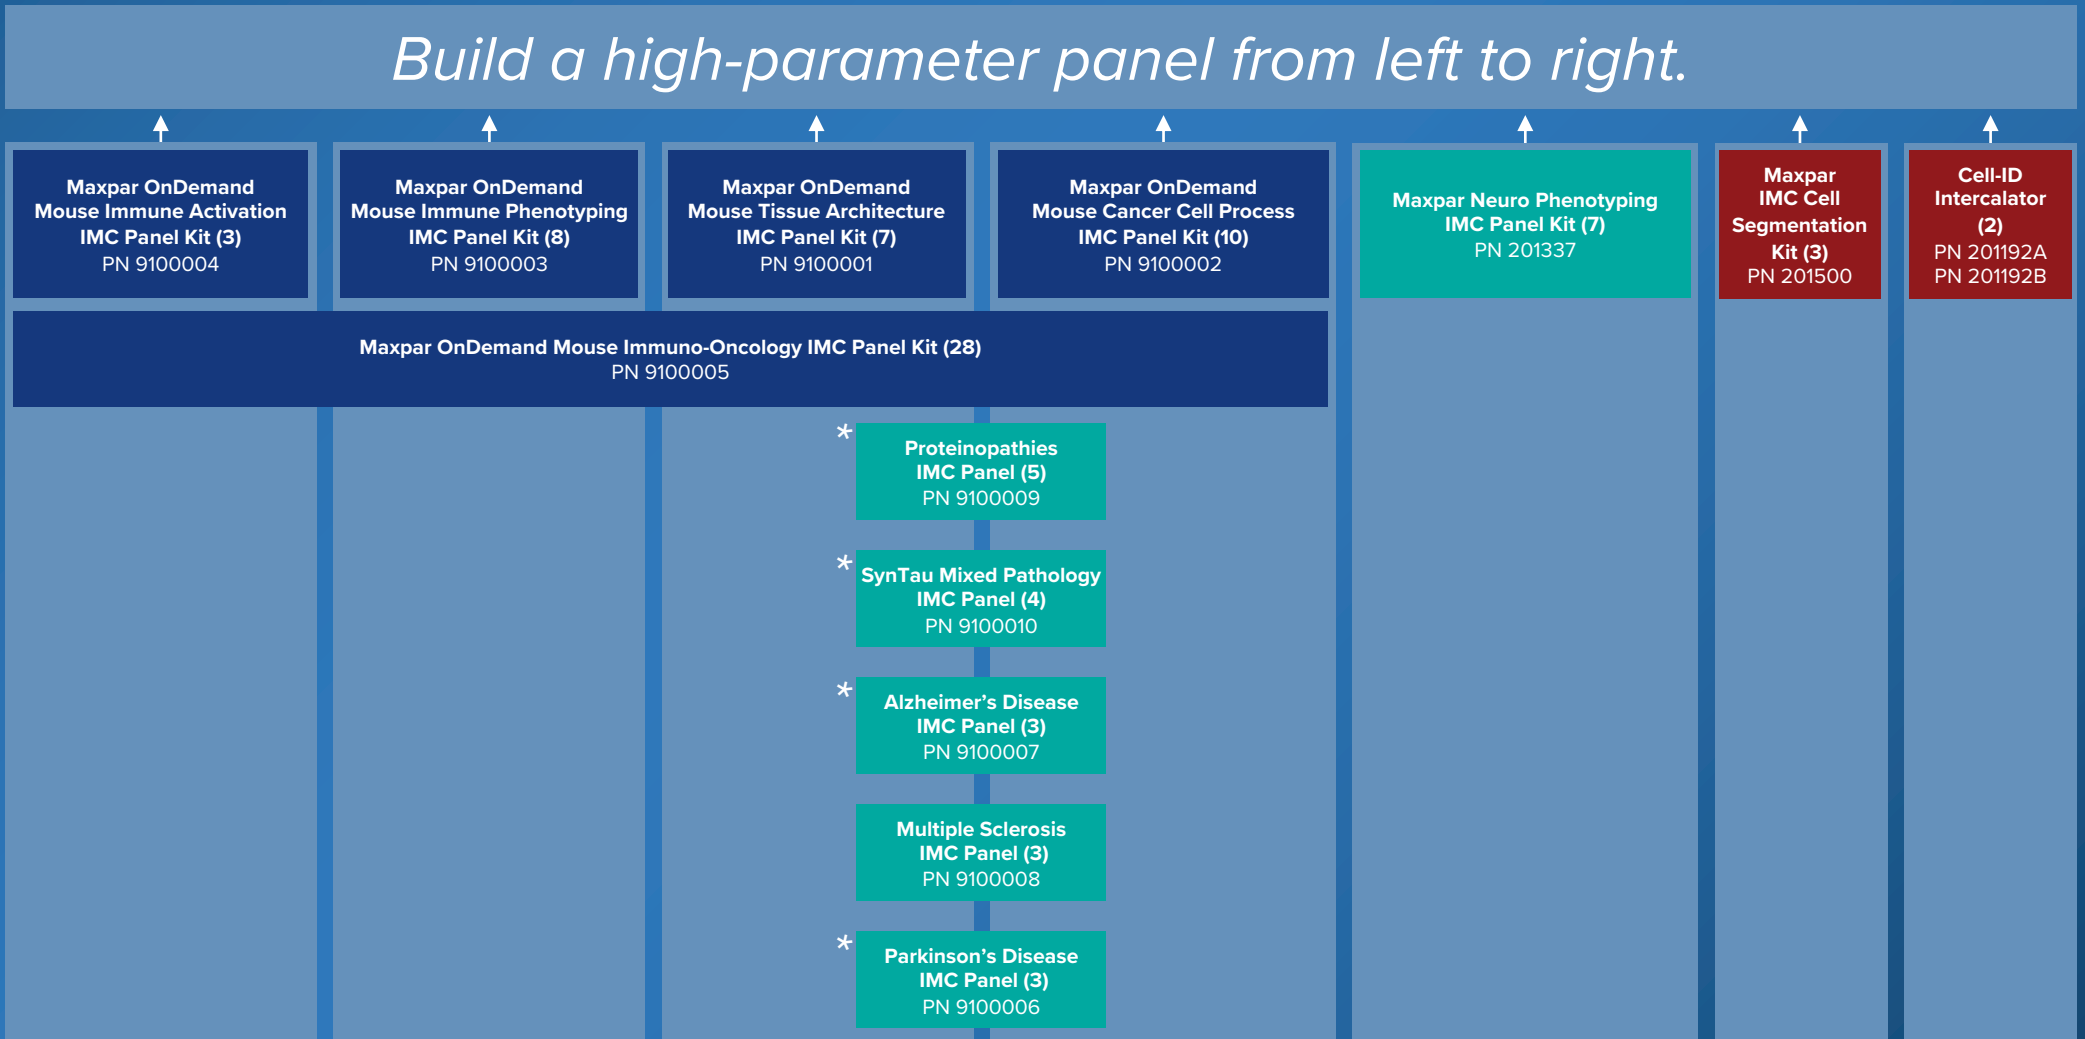 Build a high-parameter panel from left to right.
Maxpar OnDemand
Mouse Immune Activation
IMC Panel Kit (3)
PN 9100004
Maxpar OnDemand
Mouse Immune Phenotyping
IMC Panel Kit (8)
PN 9100003
Maxpar OnDemand
Mouse Tissue Architecture
IMC Panel Kit (7)
PN 9100001
Maxpar OnDemand
Mouse Cancer Cell Process
IMC Panel Kit (10)
PN 9100002
Maxpar Neuro Phenotyping
IMC Panel Kit (7)
PN 201337
Maxpar
IMC Cell
Segmentation
Kit (3)
PN 201500
Cell-ID
Intercalator
(2)
PN 201192A
PN 201192B
Maxpar OnDemand Mouse Immuno-Oncology IMC Panel Kit (28)
PN 9100005
*
Proteinopathies
IMC Panel (5)
PN 9100009
*
SynTau Mixed Pathology
IMC Panel (4)
PN 9100010
*
Alzheimer’s Disease
IMC Panel (3)
PN 9100007
Multiple Sclerosis
IMC Panel (3)
PN 9100008
*
Parkinson’s Disease
IMC Panel (3)
PN 9100006